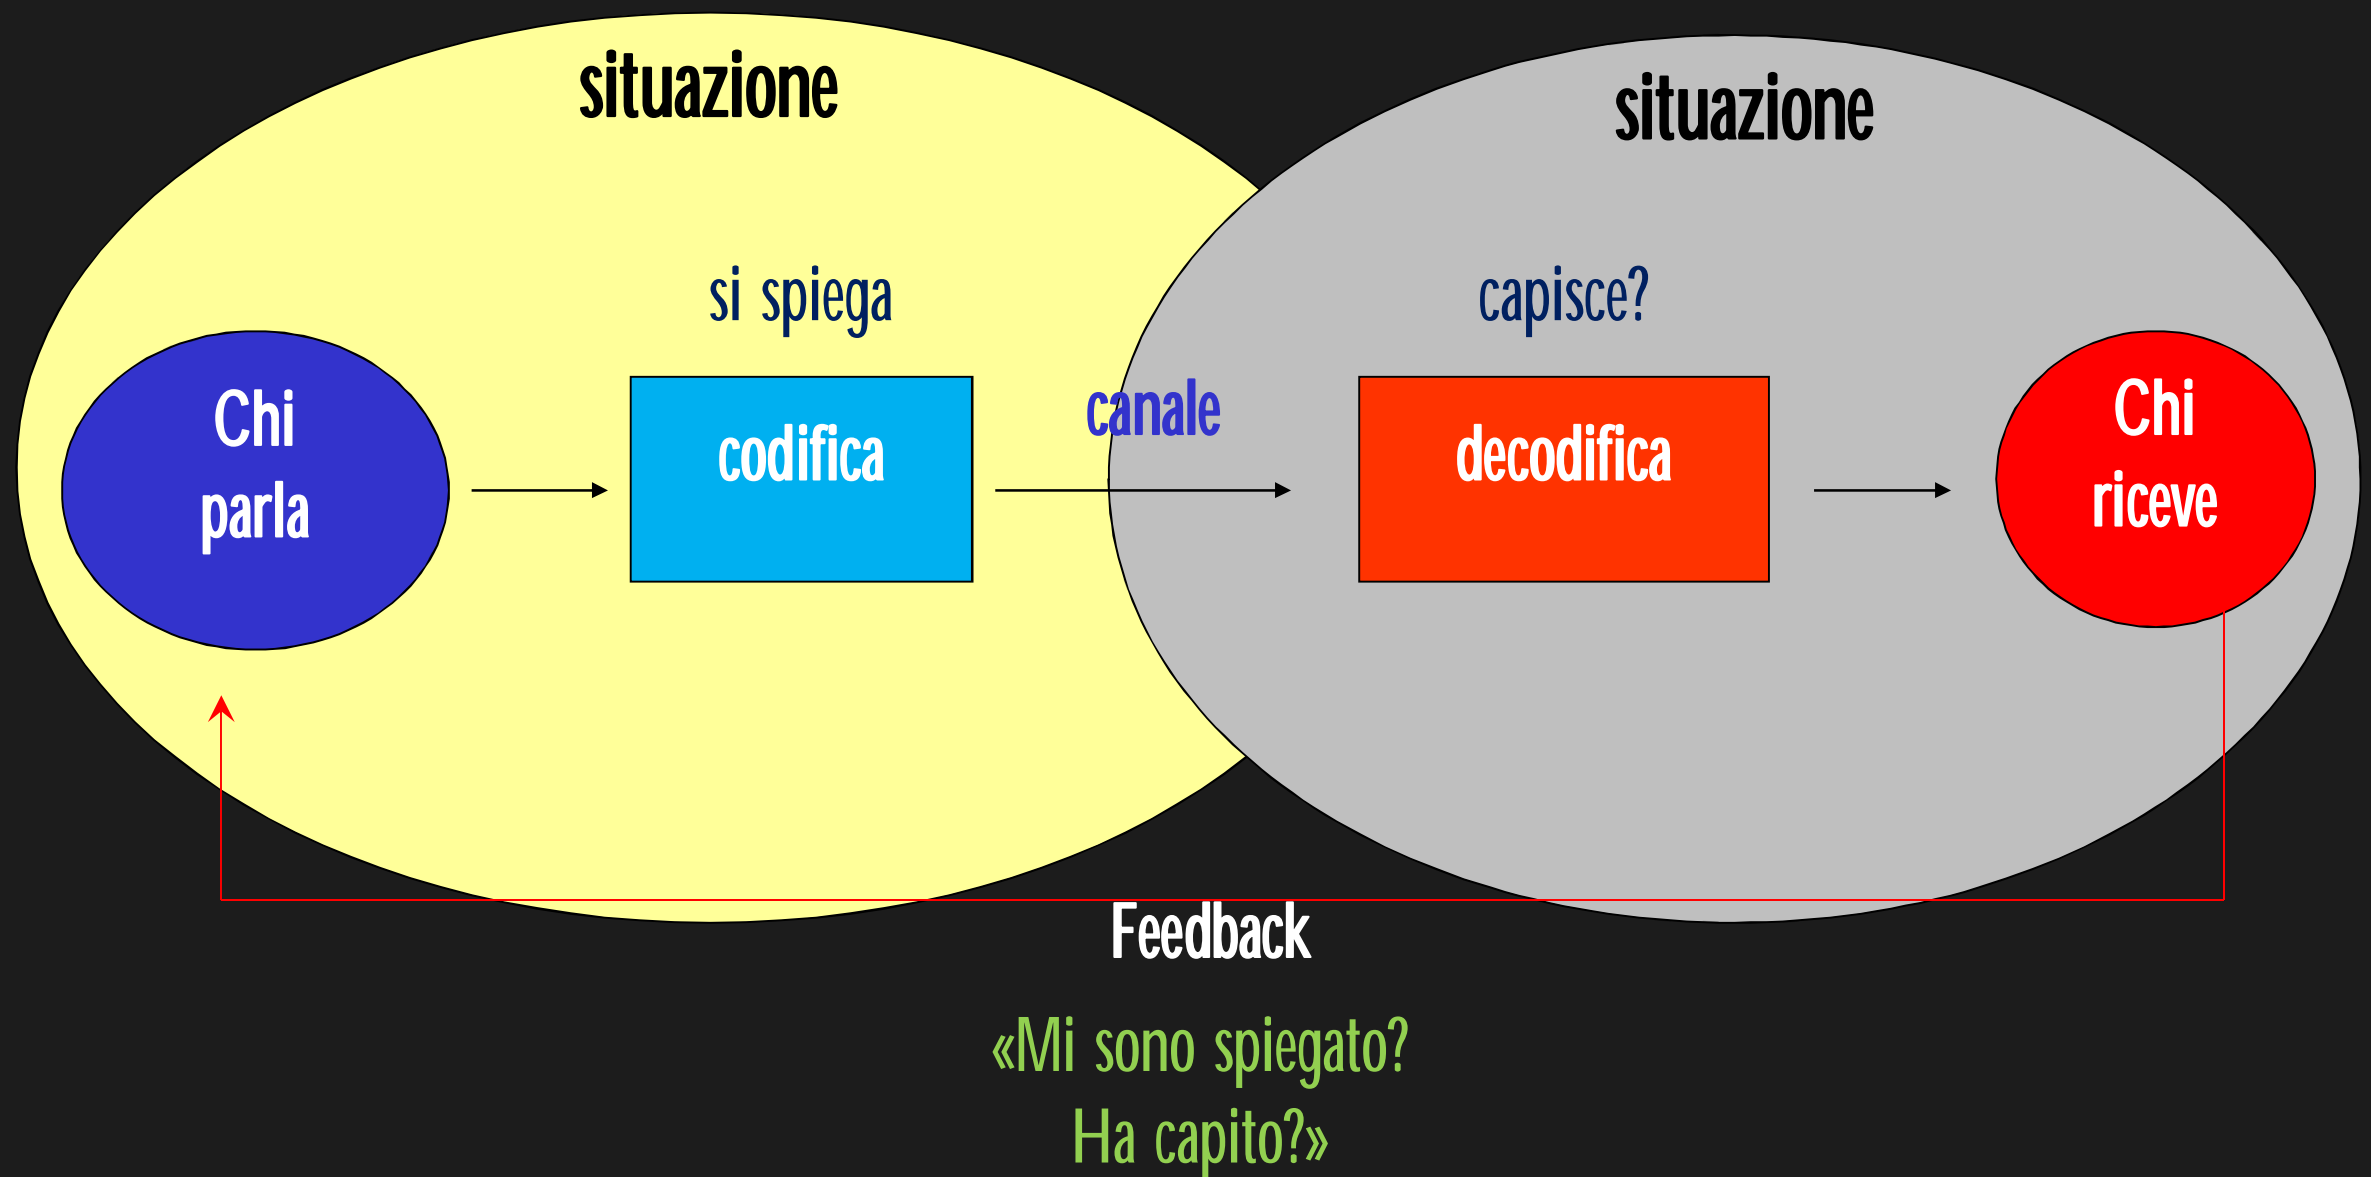 situazione
situazione
si spiega
capisce?
Chi
parla
codifica
canale
decodifica
Chi
riceve
Feedback
«Mi sono spiegato?
Ha capito?»